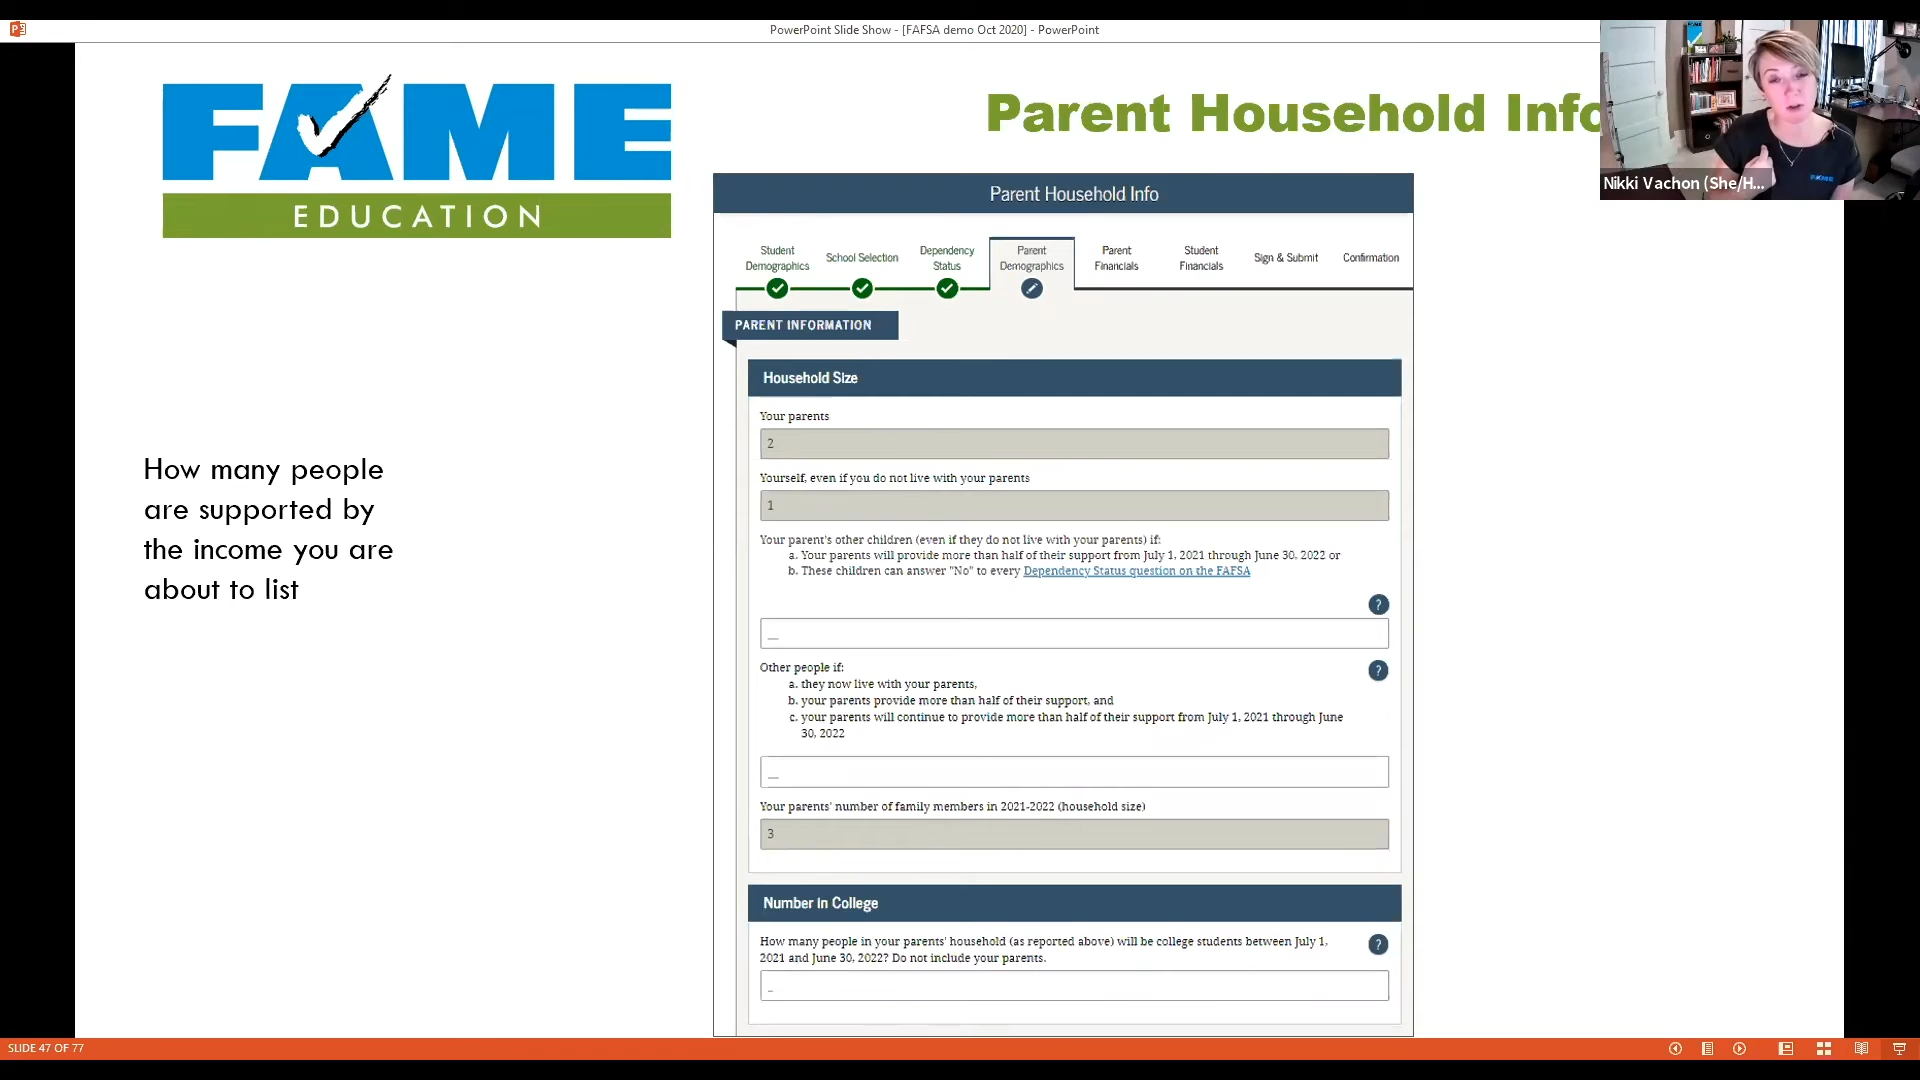 PowerPoint Slide Show - [FAFSA demo Oct 2020] - PowerPoint
FAME
EDUCATION
Parent Household Info
Nikki Vachon (She/H...
Parent Household Info
Student Demographics
School Selection
Dependency Status
Parent Demographics
Parent Financials
Student Financials
Sign & Submit
Confirmation
PARENT INFORMATION
Household Size
Your parents
2
Yourself, even if you do not live with your parents
1
Your parent's other children (even if they do not live with your parents) if:
a. Your parents will provide more than half of their support from July 1, 2021 through June 30, 2022 or
b. These children can answer "No" to every Dependency Status question on the FAFSA
?
Other people if:
?
a. they now live with your parents,
b. your parents provide more than half of their support, and
c. your parents will continue to provide more than half of their support from July 1, 2021 through June
30, 2022
Your parents' number of family members in 2021-2022 (household size)
3
Number in College
How many people in your parents' household (as reported above) will be college students between July 1,
2021 and June 30, 2022? Do not include your parents.
?
How many people
are supported by
the income you are
about to list
SLIDE 47 OF 77